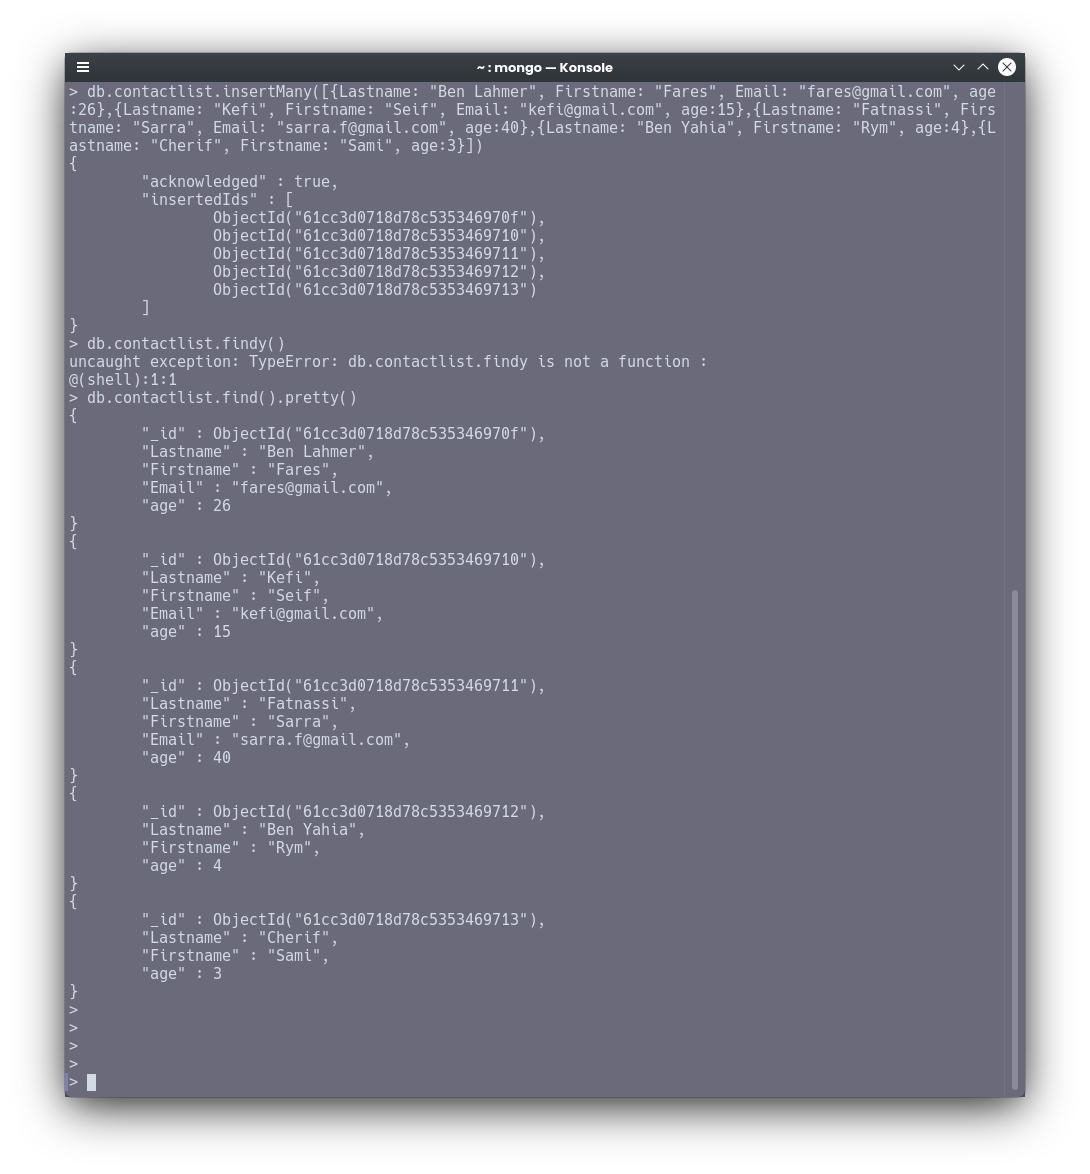 ~ : mongo — Konsole
> db.contactlist.insertMany([{Lastname: "Ben Lahmer", Firstname: "Fares", Email: "fares@gmail.com", age
:26},{Lastname: "Kefi", Firstname: "Seif", Email: "kefi@gmail.com", age:15},{Lastname: "Fatnassi", Firs
tname: "Sarra", Email: "sarra.f@gmail.com", age:40},{Lastname: "Ben Yahia", Firstname: "Rym", age:4},{L
astname: "Cherif", Firstname: "Sami", age:3}])
{
        "acknowledged" : true,
        "insertedIds" : [
                ObjectId("61cc3d0718d78c535346970f"),
                ObjectId("61cc3d0718d78c5353469710"),
                ObjectId("61cc3d0718d78c5353469711"),
                ObjectId("61cc3d0718d78c5353469712"),
                ObjectId("61cc3d0718d78c5353469713")
        ]
}
> db.contactlist.findy()
uncaught exception: TypeError: db.contactlist.findy is not a function :
@(shell):1:1
> db.contactlist.find().pretty()
{
        "_id" : ObjectId("61cc3d0718d78c535346970f"),
        "Lastname" : "Ben Lahmer",
        "Firstname" : "Fares",
        "Email" : "fares@gmail.com",
        "age" : 26
}
{
        "_id" : ObjectId("61cc3d0718d78c5353469710"),
        "Lastname" : "Kefi",
        "Firstname" : "Seif",
        "Email" : "kefi@gmail.com",
        "age" : 15
}
{
        "_id" : ObjectId("61cc3d0718d78c5353469711"),
        "Lastname" : "Fatnassi",
        "Firstname" : "Sarra",
        "Email" : "sarra.f@gmail.com",
        "age" : 40
}
{
        "_id" : ObjectId("61cc3d0718d78c5353469712"),
        "Lastname" : "Ben Yahia",
        "Firstname" : "Rym",
        "age" : 4
}
{
        "_id" : ObjectId("61cc3d0718d78c5353469713"),
        "Lastname" : "Cherif",
        "Firstname" : "Sami",
        "age" : 3
}
>
>
>
>
>